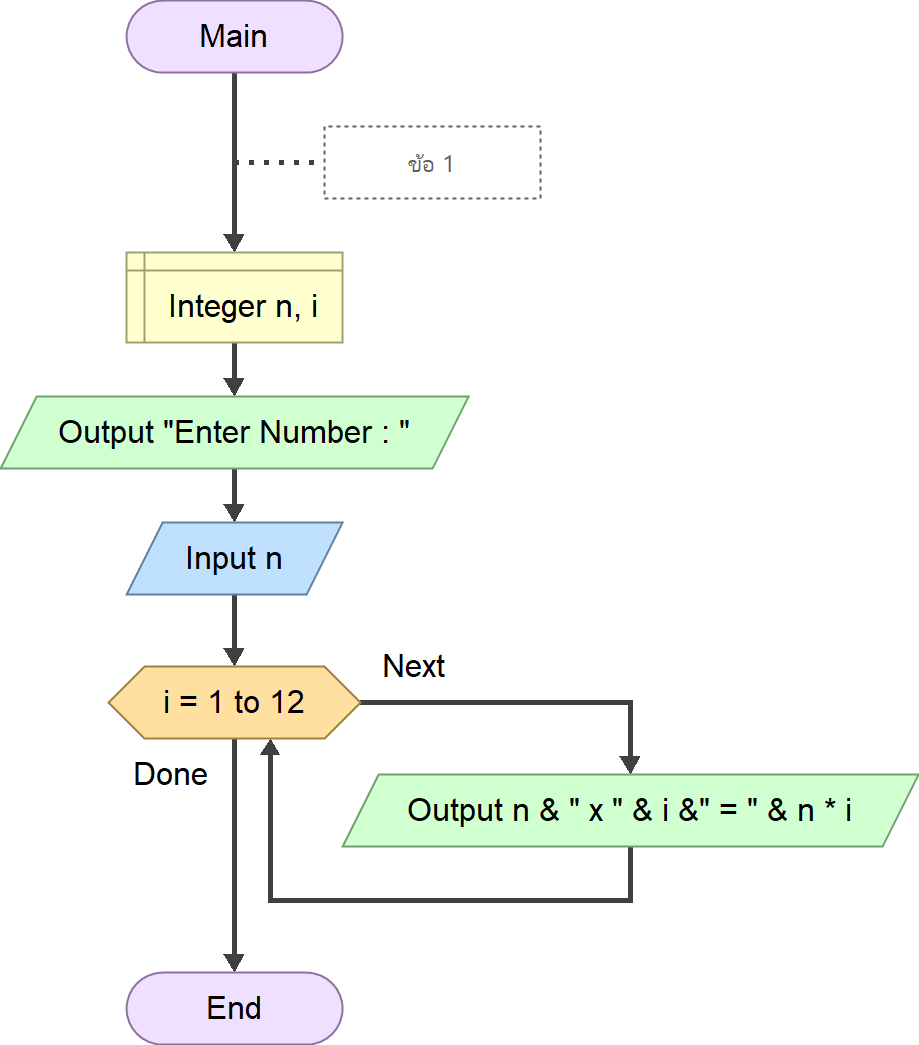 Main
ข้อ 1
Integer n, i
Output "Enter Number : "
Input n
Next
i = 1 to 12
Done
Output n & " x " & i &" = " & n * i
End